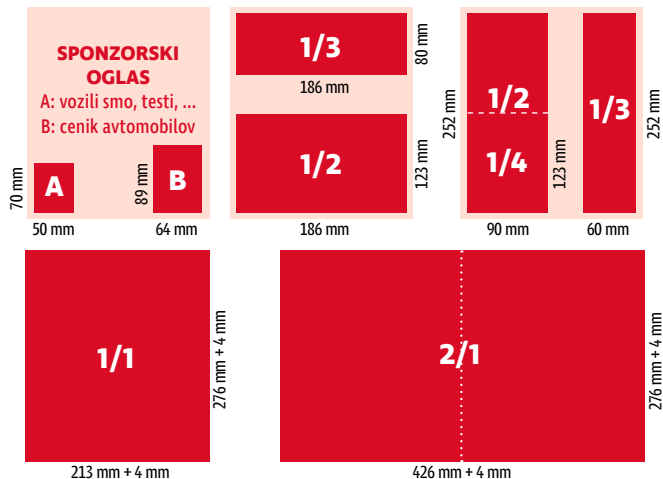 SPONZORSKI
OGLAS
A: vozili smo, testi, ...
B: cenik avtomobilov
70 mm
A
50 mm
89 mm
B
64 mm
1/3
80 mm
186 mm
1/2
123 mm
186 mm
252 mm
1/2
1/4
123 mm
90 mm
1/3
252 mm
60 mm
1/1
276 mm + 4 mm
213 mm + 4 mm
2/1
276 mm + 4 mm
426 mm + 4 mm